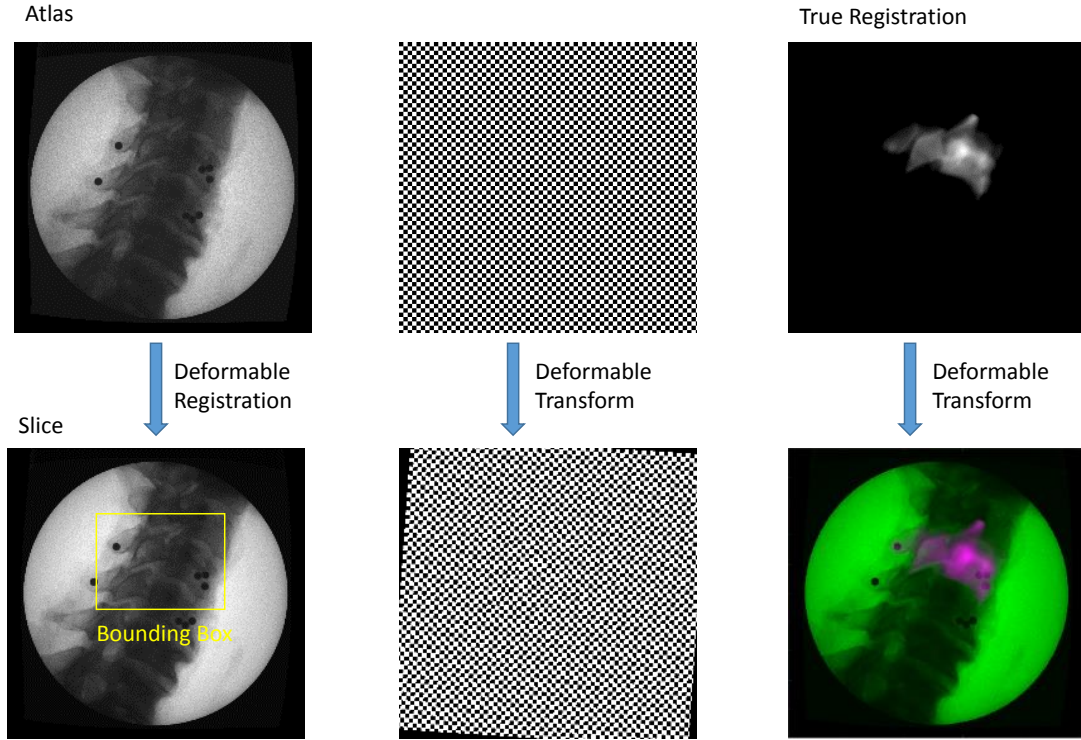 Atlas
True Registration
Deformable
Registration
Deformable
Transform
Deformable
Transform
Slice
Bounding Box